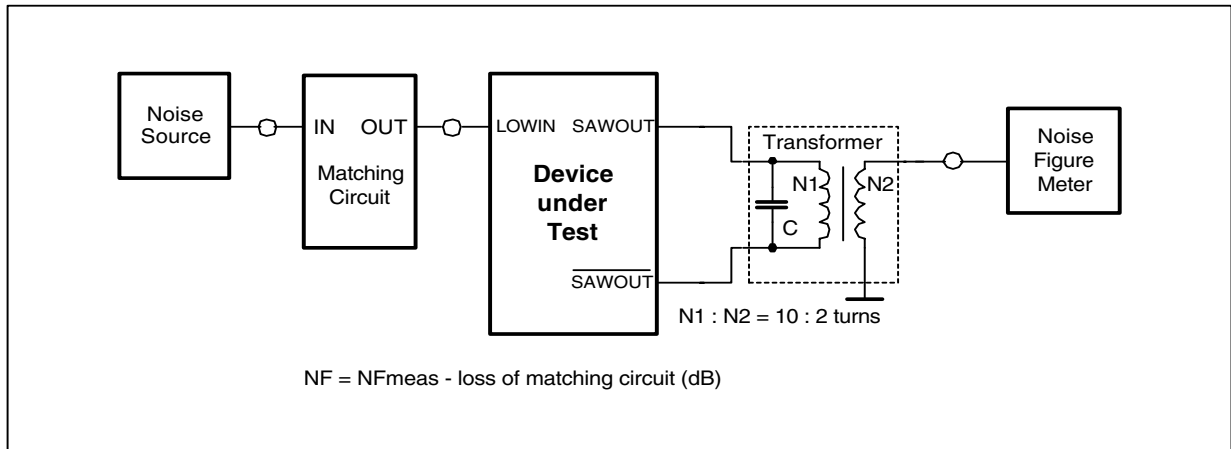 Noise
Source
IN OUT
Matching
Circuit
LOWIN SAWOUT
Device
under
Test
SAWOUT
Transformer
N1 N2
C
N1 : N2 = 10 : 2 turns
Noise
Figure
Meter
NF = NFmeas - loss of matching circuit (dB)